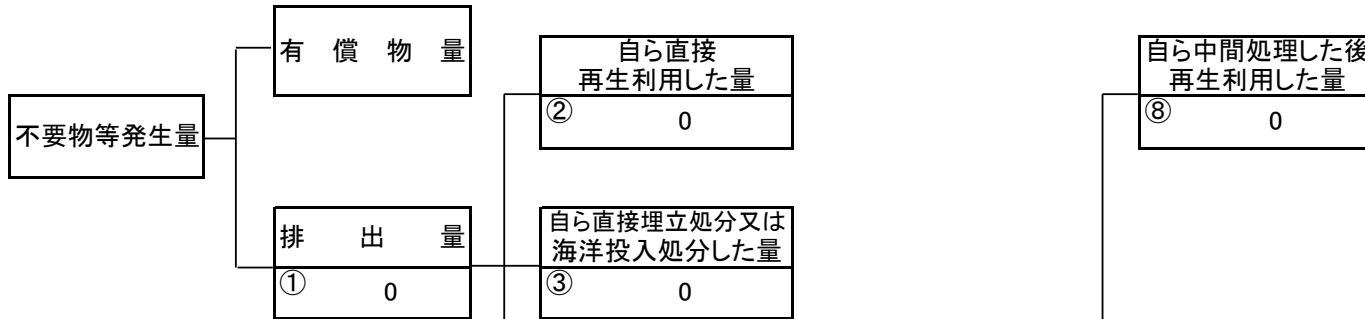 有償物量
自ら直接
再生利用した量
② 0
自ら中間処理した後
再生利用した量
⑧ 0
不要物等発生量
排出量
① 0
自ら直接埋立処分又は
海洋投入処分した量
③ 0